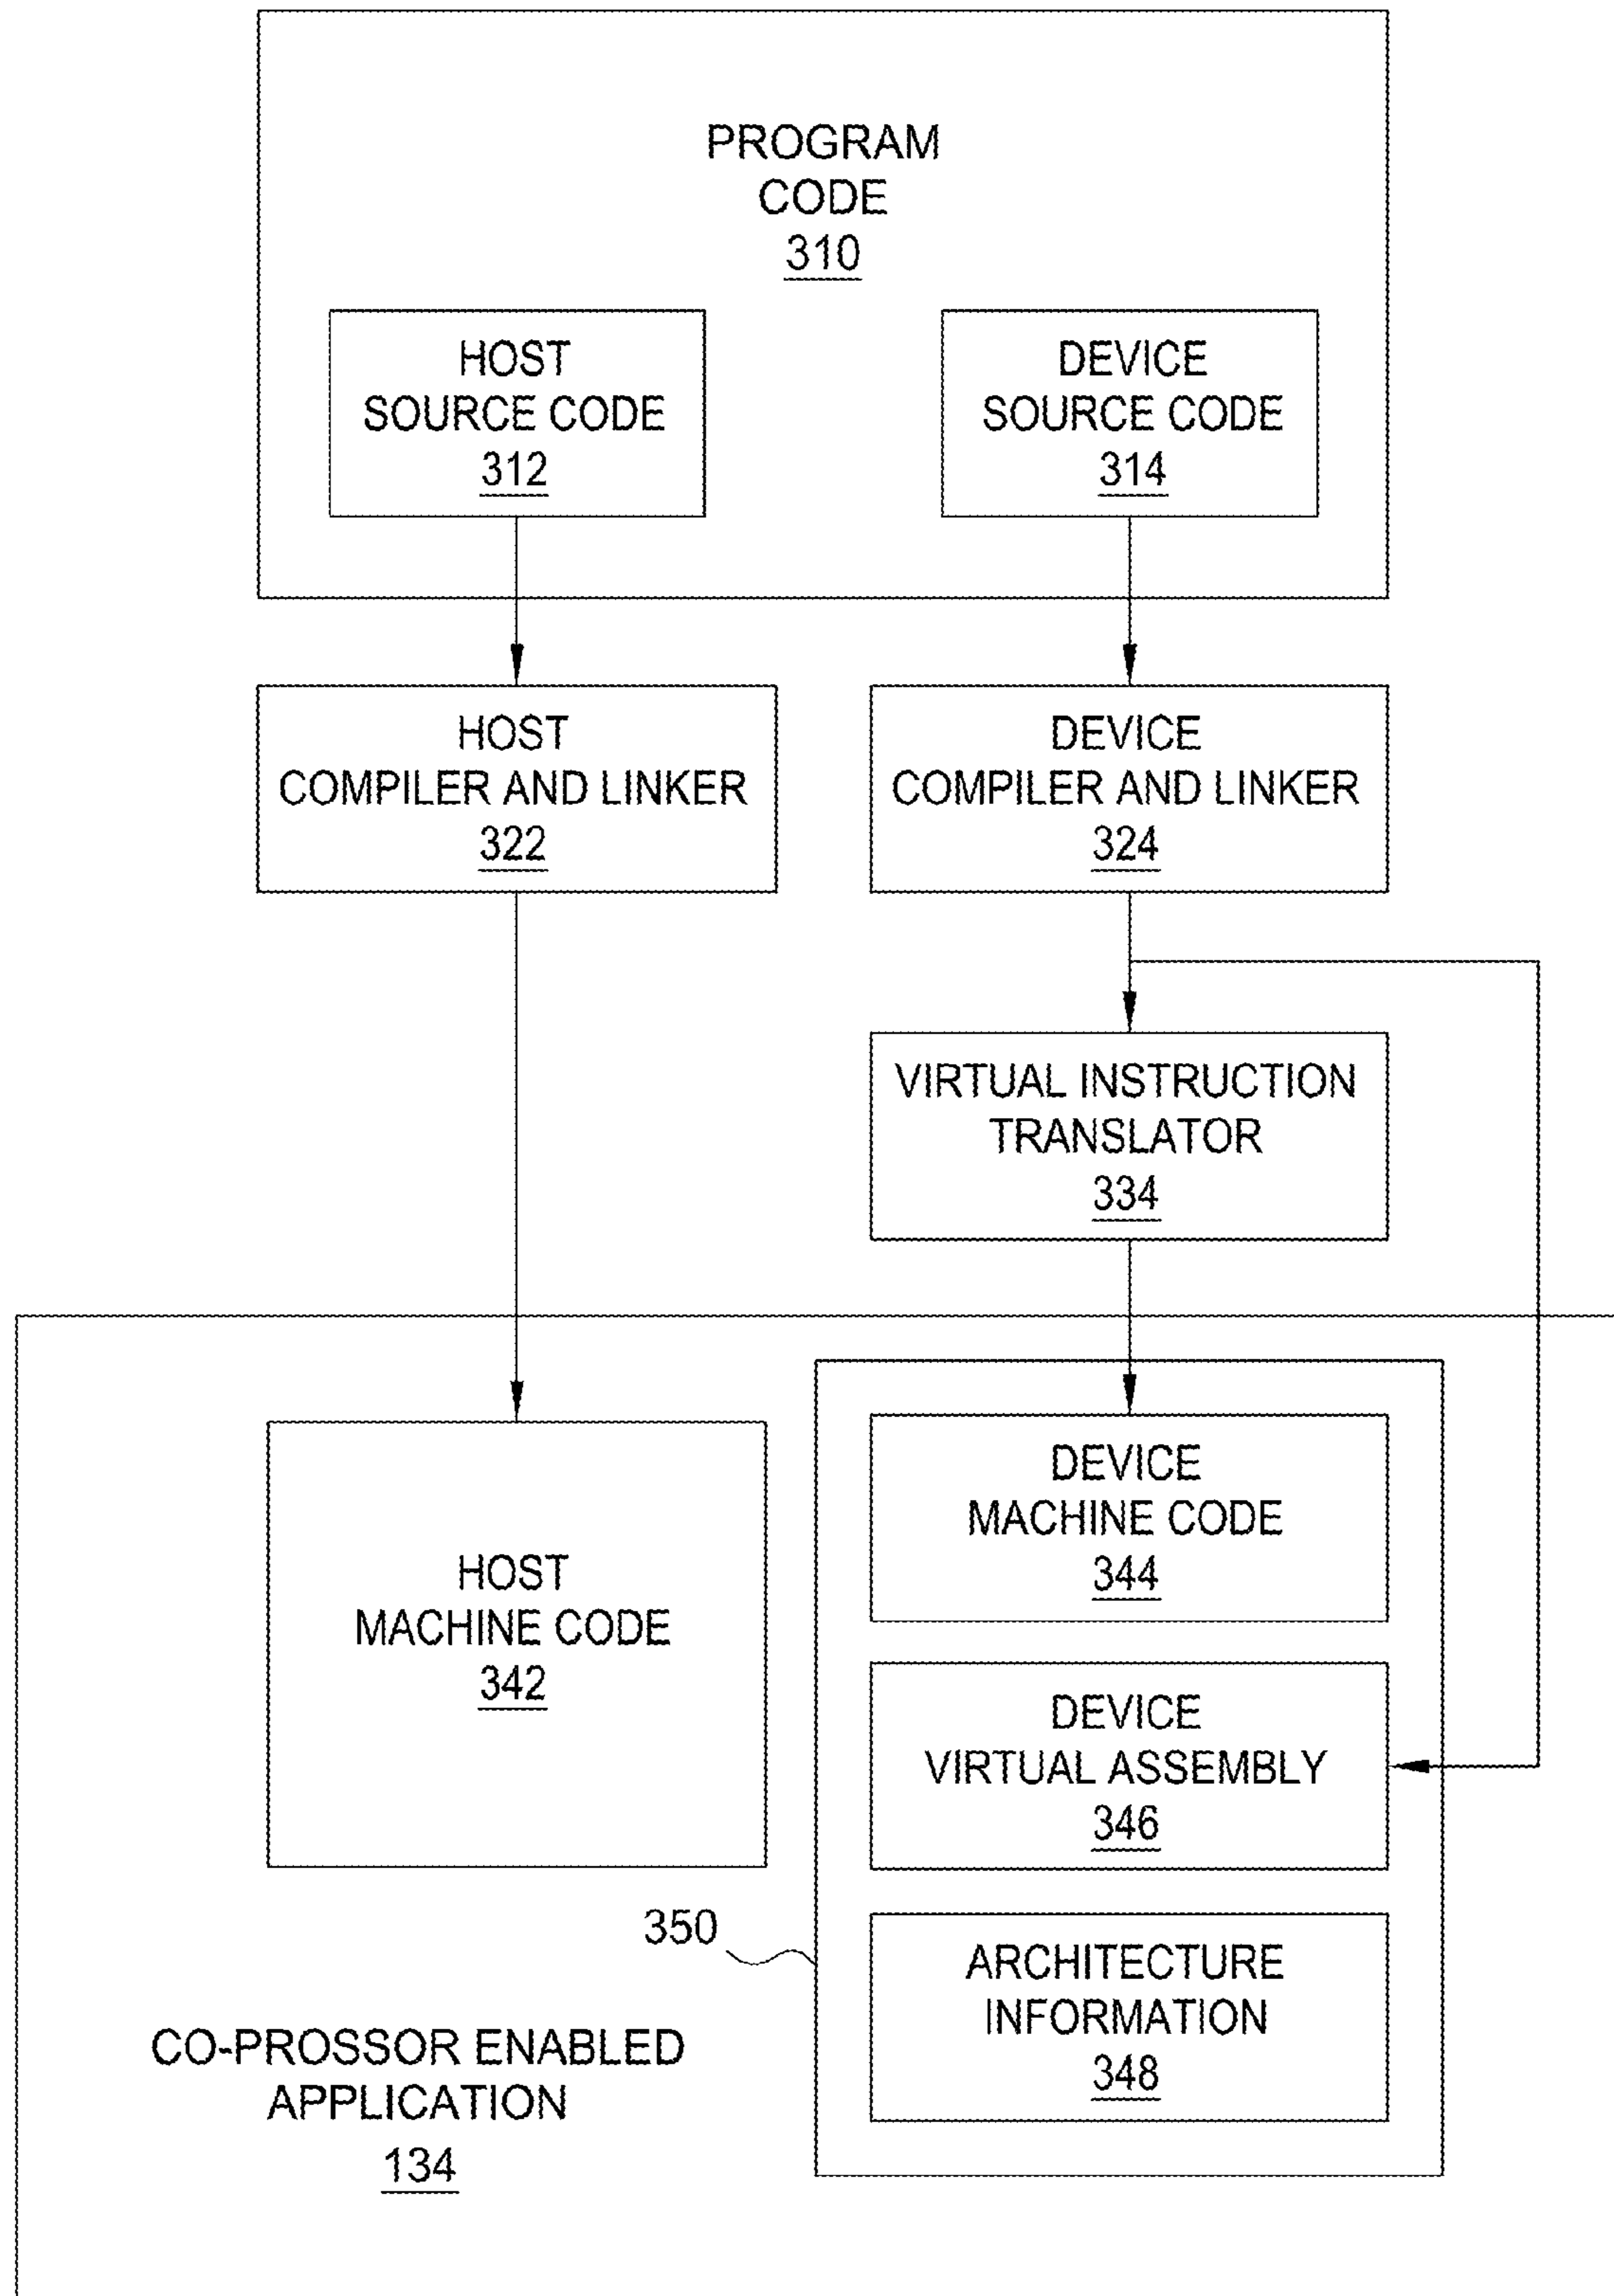 PROGRAM
CODE
310
HOST
SOURCE CODE
312
DEVICE
SOURCE CODE
314
HOST
COMPILER AND LINKER
322
DEVICE
COMPILER AND LINKER
324
VIRTUAL INSTRUCTION
TRANSLATOR
334
HOST
MACHINE CODE
342
DEVICE
MACHINE CODE
344
DEVICE
VIRTUAL ASSEMBLY
346
350
ARCHITECTURE
INFORMATION
348
CO-PROSSOR ENABLED
APPLICATION
134